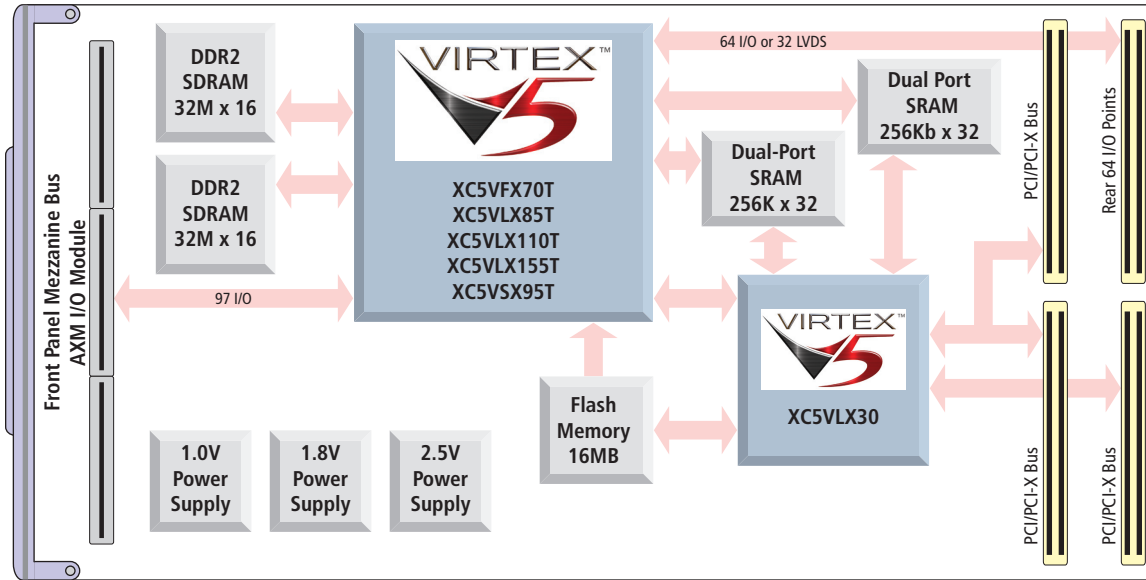 Front Panel Mezzanine Bus
AXM I/O Module
DDR2
SDRAM
32M x 16
DDR2
SDRAM
32M x 16
97 I/O
VIRTEX™
5
XC5VFX70T
XC5VLX85T
XC5VLX110T
XC5VLX155T
XC5VSX95T
64 I/O or 32 LVDS
Dual Port
SRAM
256Kb x 32
Dual-Port
SRAM
256K x 32
PCI/PCI-X Bus
Rear 64 I/O Points
VIRTEX™
5
XC5VLX30
Flash
Memory
16MB
1.0V
Power
Supply
1.8V
Power
Supply
2.5V
Power
Supply
PCI/PCI-X Bus
PCI/PCI-X Bus